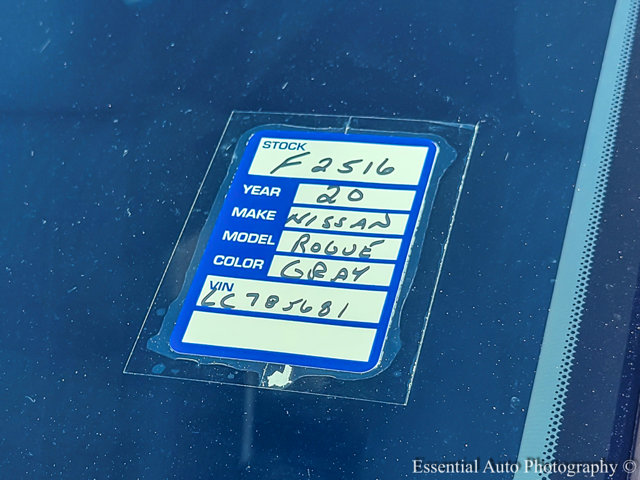 STOCK
F2516
YEAR 20
MAKE NISSAN
MODEL ROGUE
COLOR GRAY
VIN
LC785681
Essential Auto Photography ©